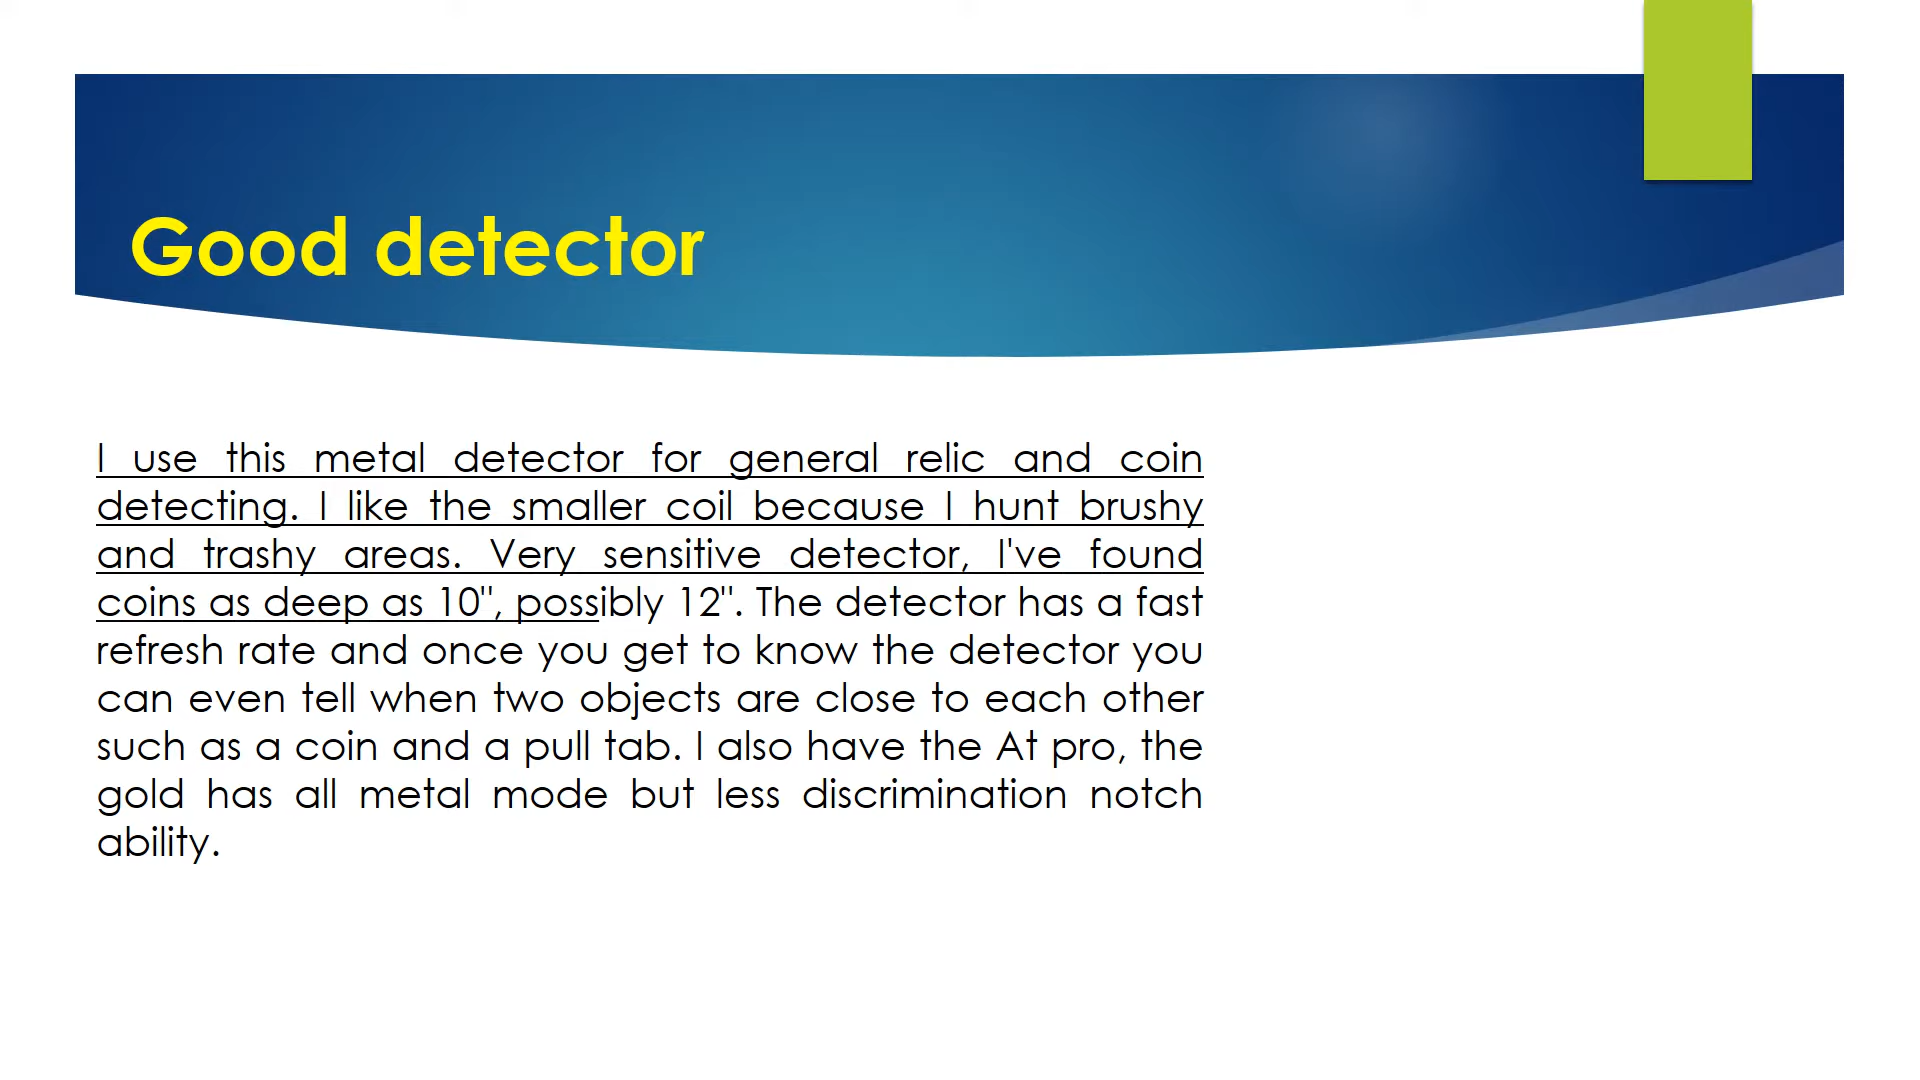 Good detector
I use this metal detector for general relic and coin
detecting. I like the smaller coil because I hunt brushy
and trashy areas. Very sensitive detector, I've found
coins as deep as 10", possibly 12". The detector has a fast
refresh rate and once you get to know the detector you
can even tell when two objects are close to each other
such as a coin and a pull tab. I also have the At pro, the
gold has all metal mode but less discrimination notch
ability.